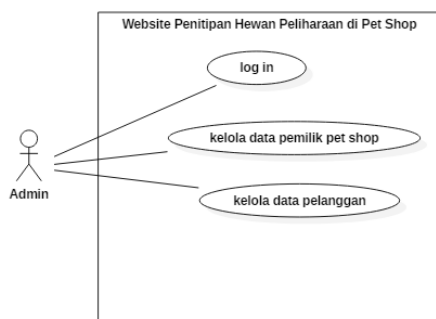 Website Penitipan Hewan Peliharaan di Pet Shop
log in
kelola data pemilik pet shop
Admin
kelola data pelanggan